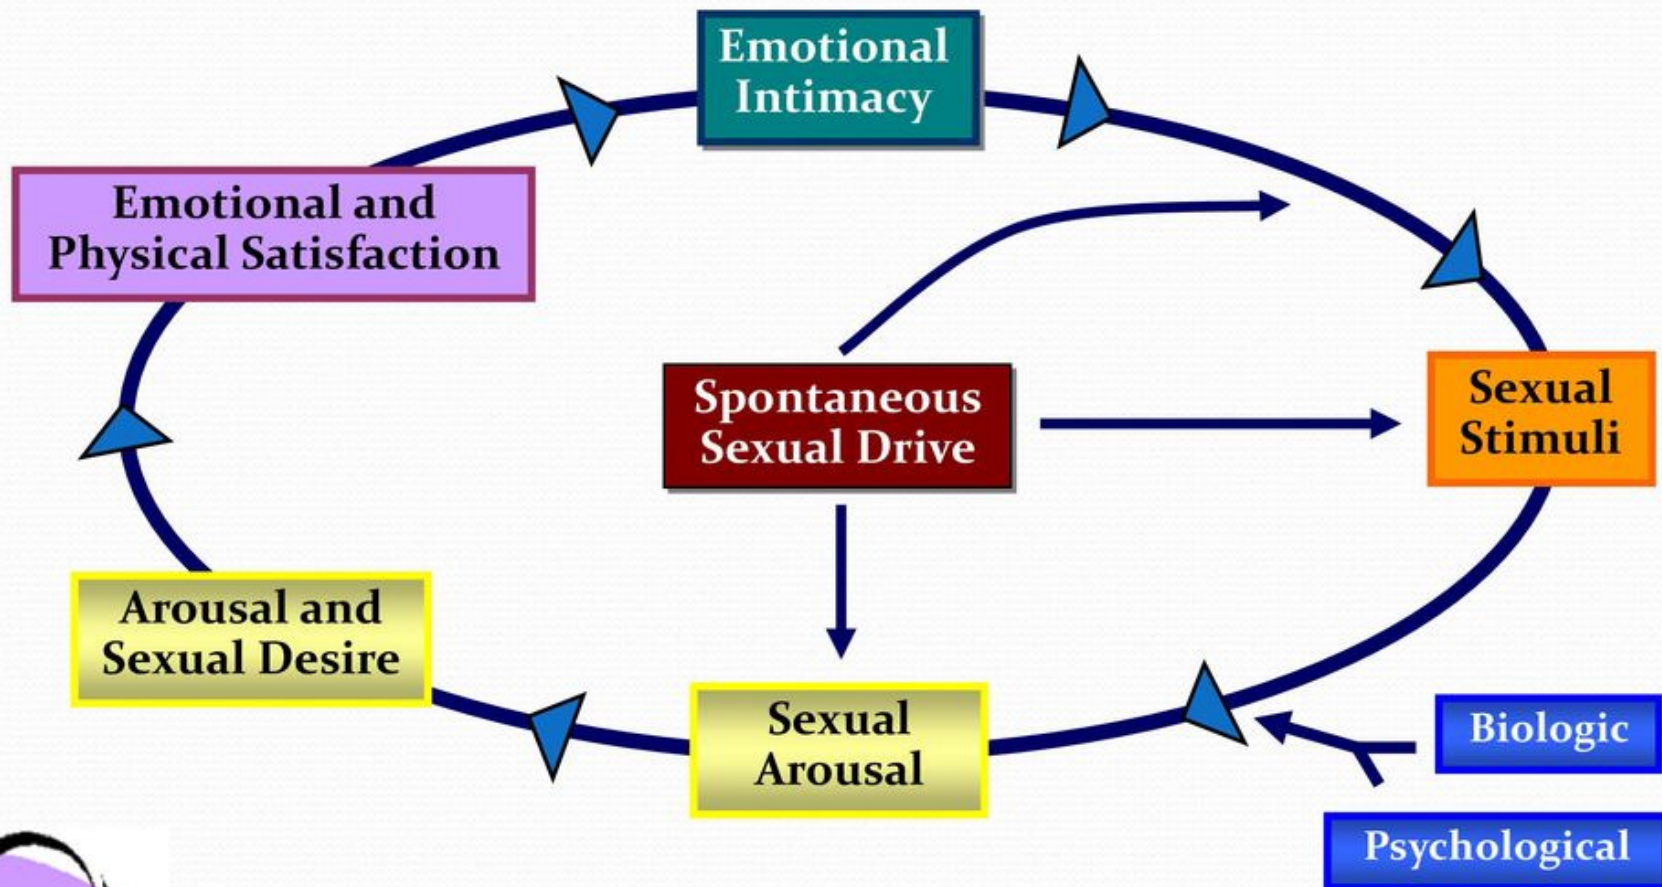 Emotional
Intimacy
Emotional and
Physical Satisfaction
Spontaneous
Sexual Drive
Sexual
Stimuli
Arousal and
Sexual Desire
Sexual
Arousal
Biologic
Psychological